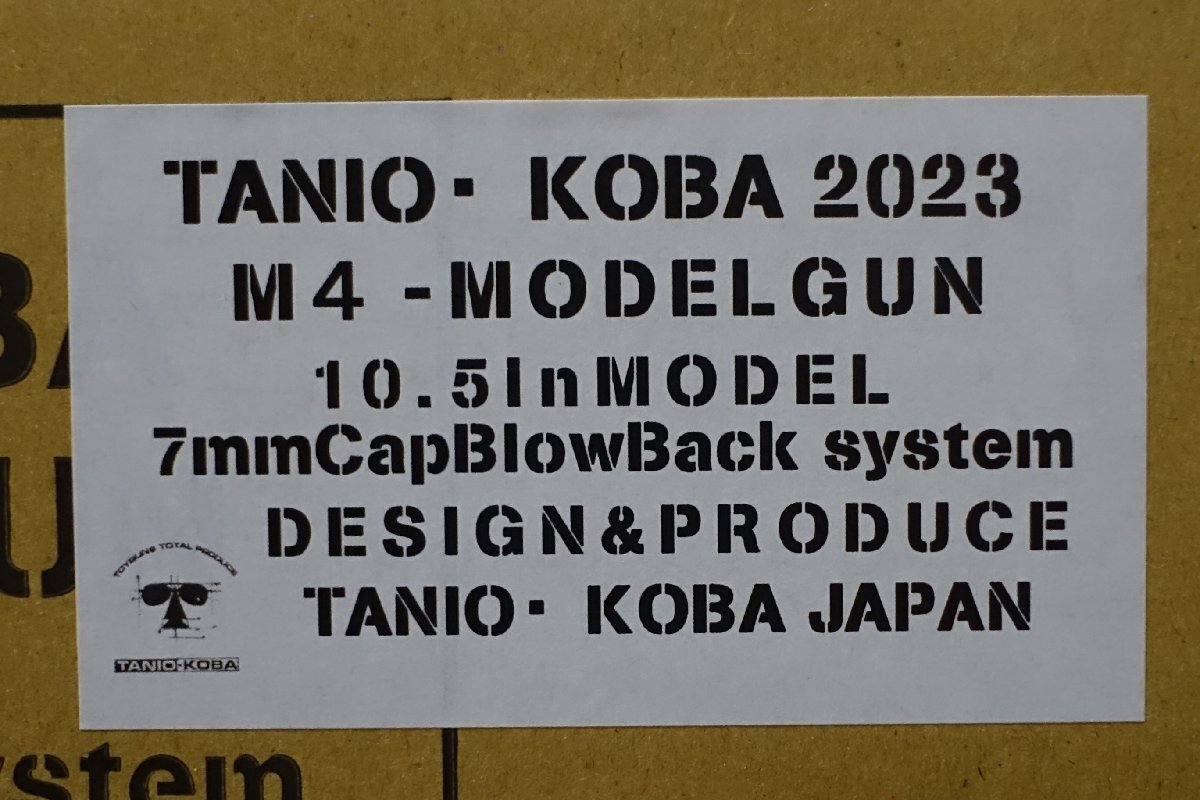 TANIO・ KOBA 2023
M4 -MODELGUN
10.5InMODEL
7mmCapBlowBack system
DESIGN&PRODUCE
TANIO・ KOBA JAPAN
TOYGUNS TOTAL PRODUCE
TANIO・KOBA
system